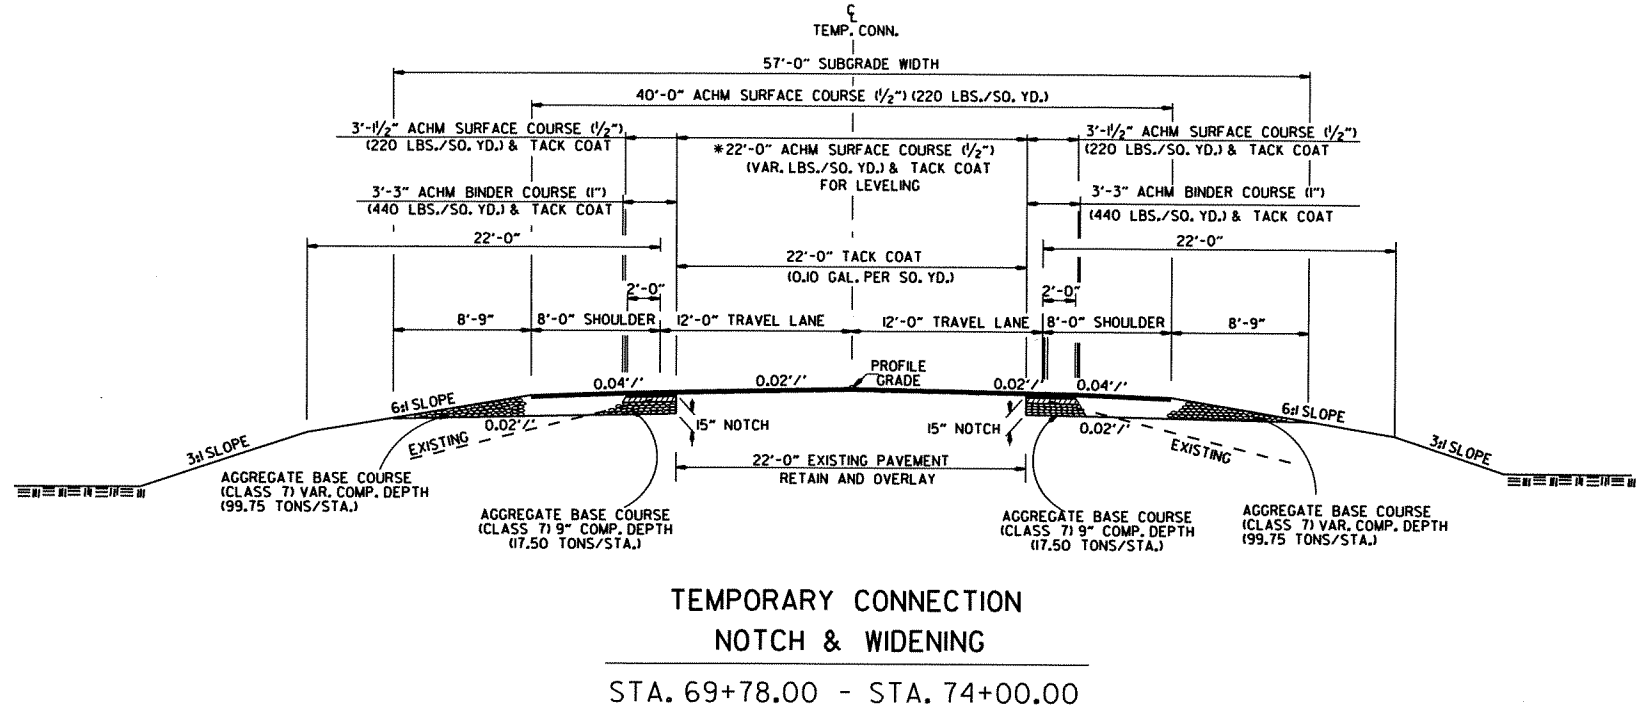 ℄
TEMP. CONN.
57'-0" SUBGRADE WIDTH
40'-0" ACHM SURFACE COURSE (1/2") (220 LBS./SQ. YD.)
3'-1 1/2" ACHM SURFACE COURSE (1/2")
(220 LBS./SQ. YD.) & TACK COAT
*22'-0" ACHM SURFACE COURSE (1/2")
(VAR. LBS./SQ. YD.) & TACK COAT
FOR LEVELING
3'-1 1/2" ACHM SURFACE COURSE (1/2")
(220 LBS./SQ. YD.) & TACK COAT
3'-3" ACHM BINDER COURSE (1")
(440 LBS./SQ. YD.) & TACK COAT
3'-3" ACHM BINDER COURSE (1")
(440 LBS./SQ. YD.) & TACK COAT
22'-0"
22'-0"
22'-0" TACK COAT
(0.10 GAL. PER SQ. YD.)
2'-0"
2'-0"
8'-9"
8'-0" SHOULDER
12'-0" TRAVEL LANE
12'-0" TRAVEL LANE
8'-0" SHOULDER
8'-9"
PROFILE
GRADE
0.04'/'
0.02'/'
0.02'/'
0.04'/'
6:1 SLOPE
6:1 SLOPE
0.02'/'
15" NOTCH
15" NOTCH
0.02'/'
3:1 SLOPE
EXISTING
EXISTING
3:1 SLOPE
22'-0" EXISTING PAVEMENT
RETAIN AND OVERLAY
AGGREGATE BASE COURSE
(CLASS 7) VAR. COMP. DEPTH
(99.75 TONS/STA.)
AGGREGATE BASE COURSE
(CLASS 7) 9" COMP. DEPTH
(17.50 TONS/STA.)
AGGREGATE BASE COURSE
(CLASS 7) 9" COMP. DEPTH
(17.50 TONS/STA.)
AGGREGATE BASE COURSE
(CLASS 7) VAR. COMP. DEPTH
(99.75 TONS/STA.)
TEMPORARY CONNECTION
NOTCH & WIDENING
STA. 69+78.00 - STA. 74+00.00